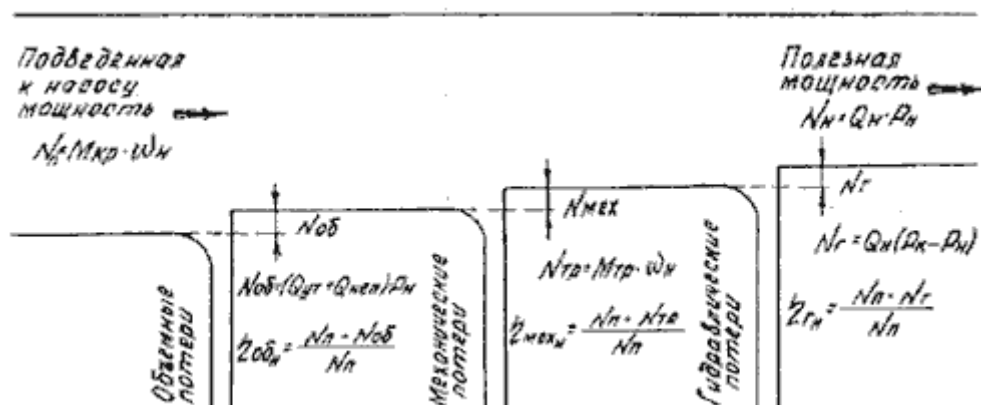 Подведенная
к насосу
мощность
Nп=Мкр·ωн
Nоб
Nоб=(Qут+Qнеп)Рн
ηобн=(Nп-Nоб)/Nп
Объемные
потери
Механические
потери
Nмех
Nтр=Мтр·ωн
ηмехн=(Nп-Nтр)/Nп
Гидравлические
потери
Полезная
мощность
Nн=Qн·Рн
Nг
Nг=Qн(Рк-Рн)
ηгн=(Nп-Nг)/Nп